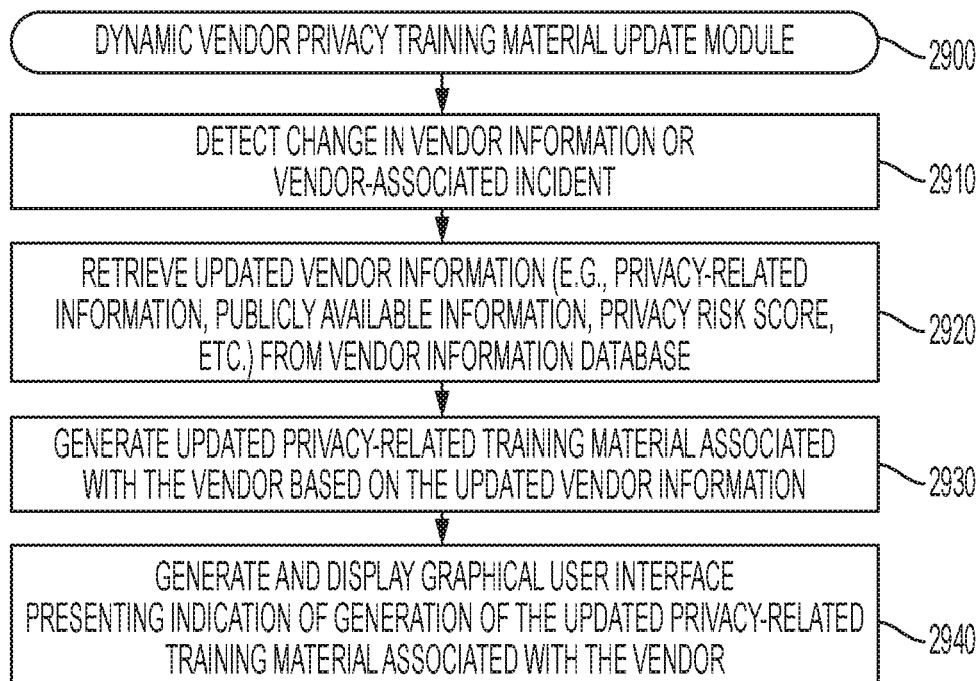 DYNAMIC VENDOR PRIVACY TRAINING MATERIAL UPDATE MODULE
2900
DETECT CHANGE IN VENDOR INFORMATION OR
VENDOR-ASSOCIATED INCIDENT
2910
RETRIEVE UPDATED VENDOR INFORMATION (E.G., PRIVACY-RELATED
INFORMATION, PUBLICLY AVAILABLE INFORMATION, PRIVACY RISK SCORE,
ETC.) FROM VENDOR INFORMATION DATABASE
2920
GENERATE UPDATED PRIVACY-RELATED TRAINING MATERIAL ASSOCIATED
WITH THE VENDOR BASED ON THE UPDATED VENDOR INFORMATION
2930
GENERATE AND DISPLAY GRAPHICAL USER INTERFACE
PRESENTING INDICATION OF GENERATION OF THE UPDATED PRIVACY-RELATED
TRAINING MATERIAL ASSOCIATED WITH THE VENDOR
2940